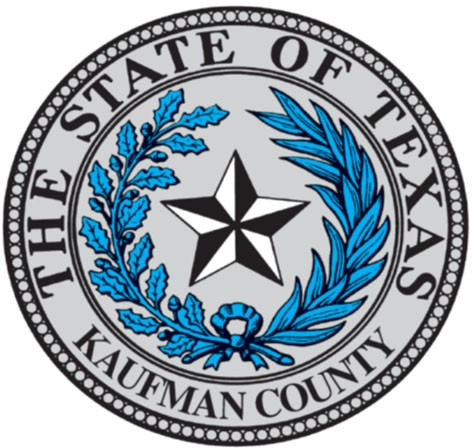 THE STATE OF TEXAS
KAUFMAN COUNTY